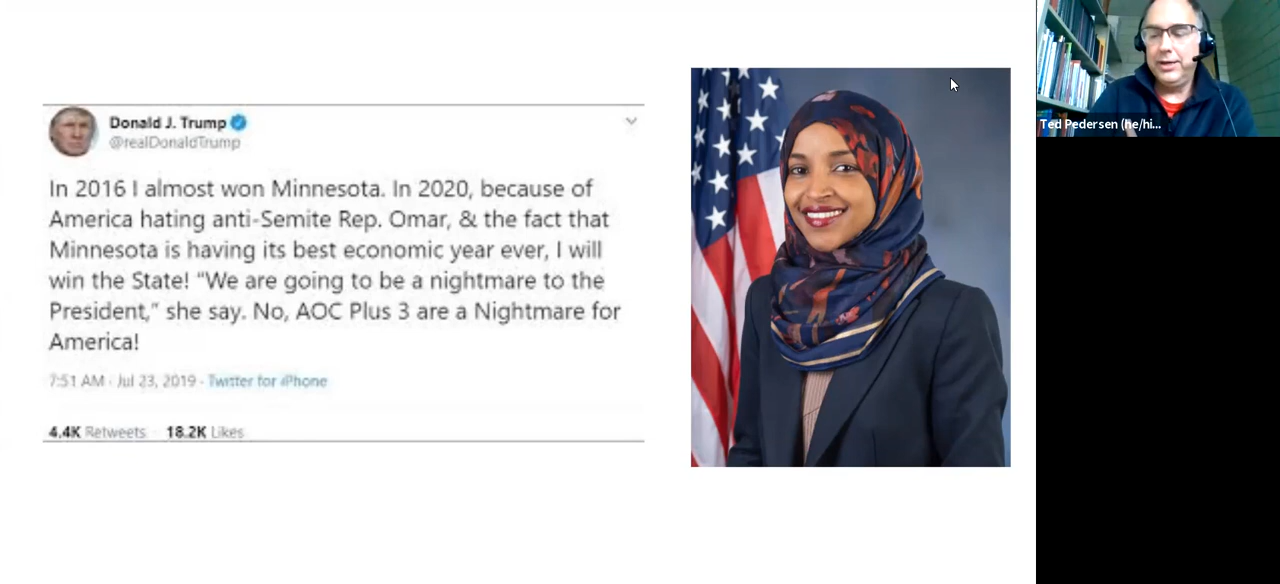 Donald J. Trump
@realDonaldTrump
In 2016 I almost won Minnesota. In 2020, because of
America hating anti-Semite Rep. Omar, & the fact that
Minnesota is having its best economic year ever, I will
win the State! “We are going to be a nightmare to the
President,” she say. No, AOC Plus 3 are a Nightmare for
America!
7:51 AM · Jul 23, 2019 · Twitter for iPhone
4.4K Retweets 18.2K Likes
Ted Pedersen (he/hi...